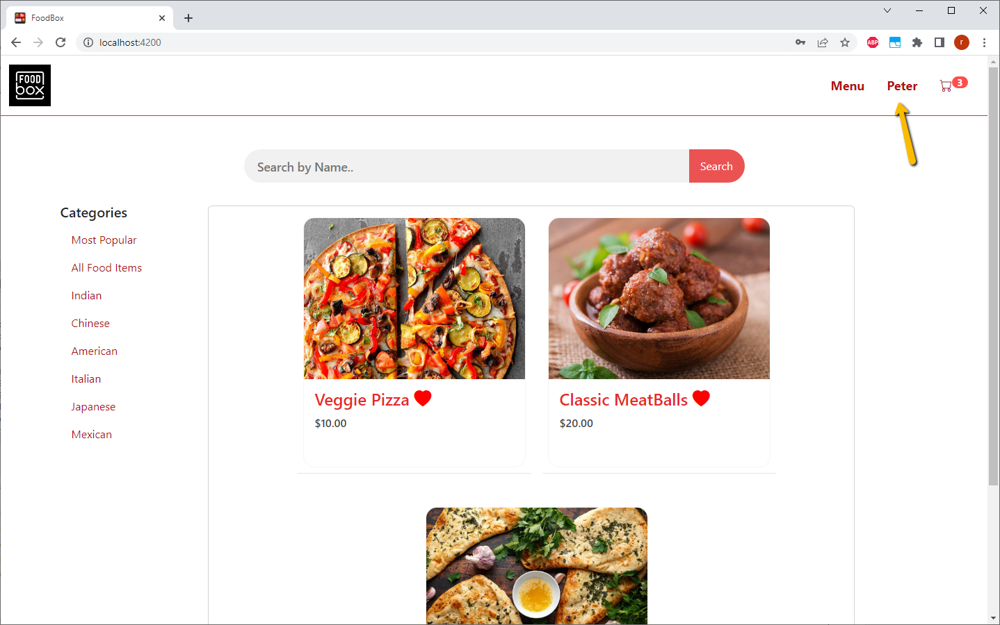 FoodBox
localhost:4200
ABP
r
FOOD
box
Menu
Peter
3
Search by Name..
Search
Categories
Most Popular
All Food Items
Indian
Chinese
American
Italian
Japanese
Mexican
Veggie Pizza
$10.00
Classic MeatBalls
$20.00